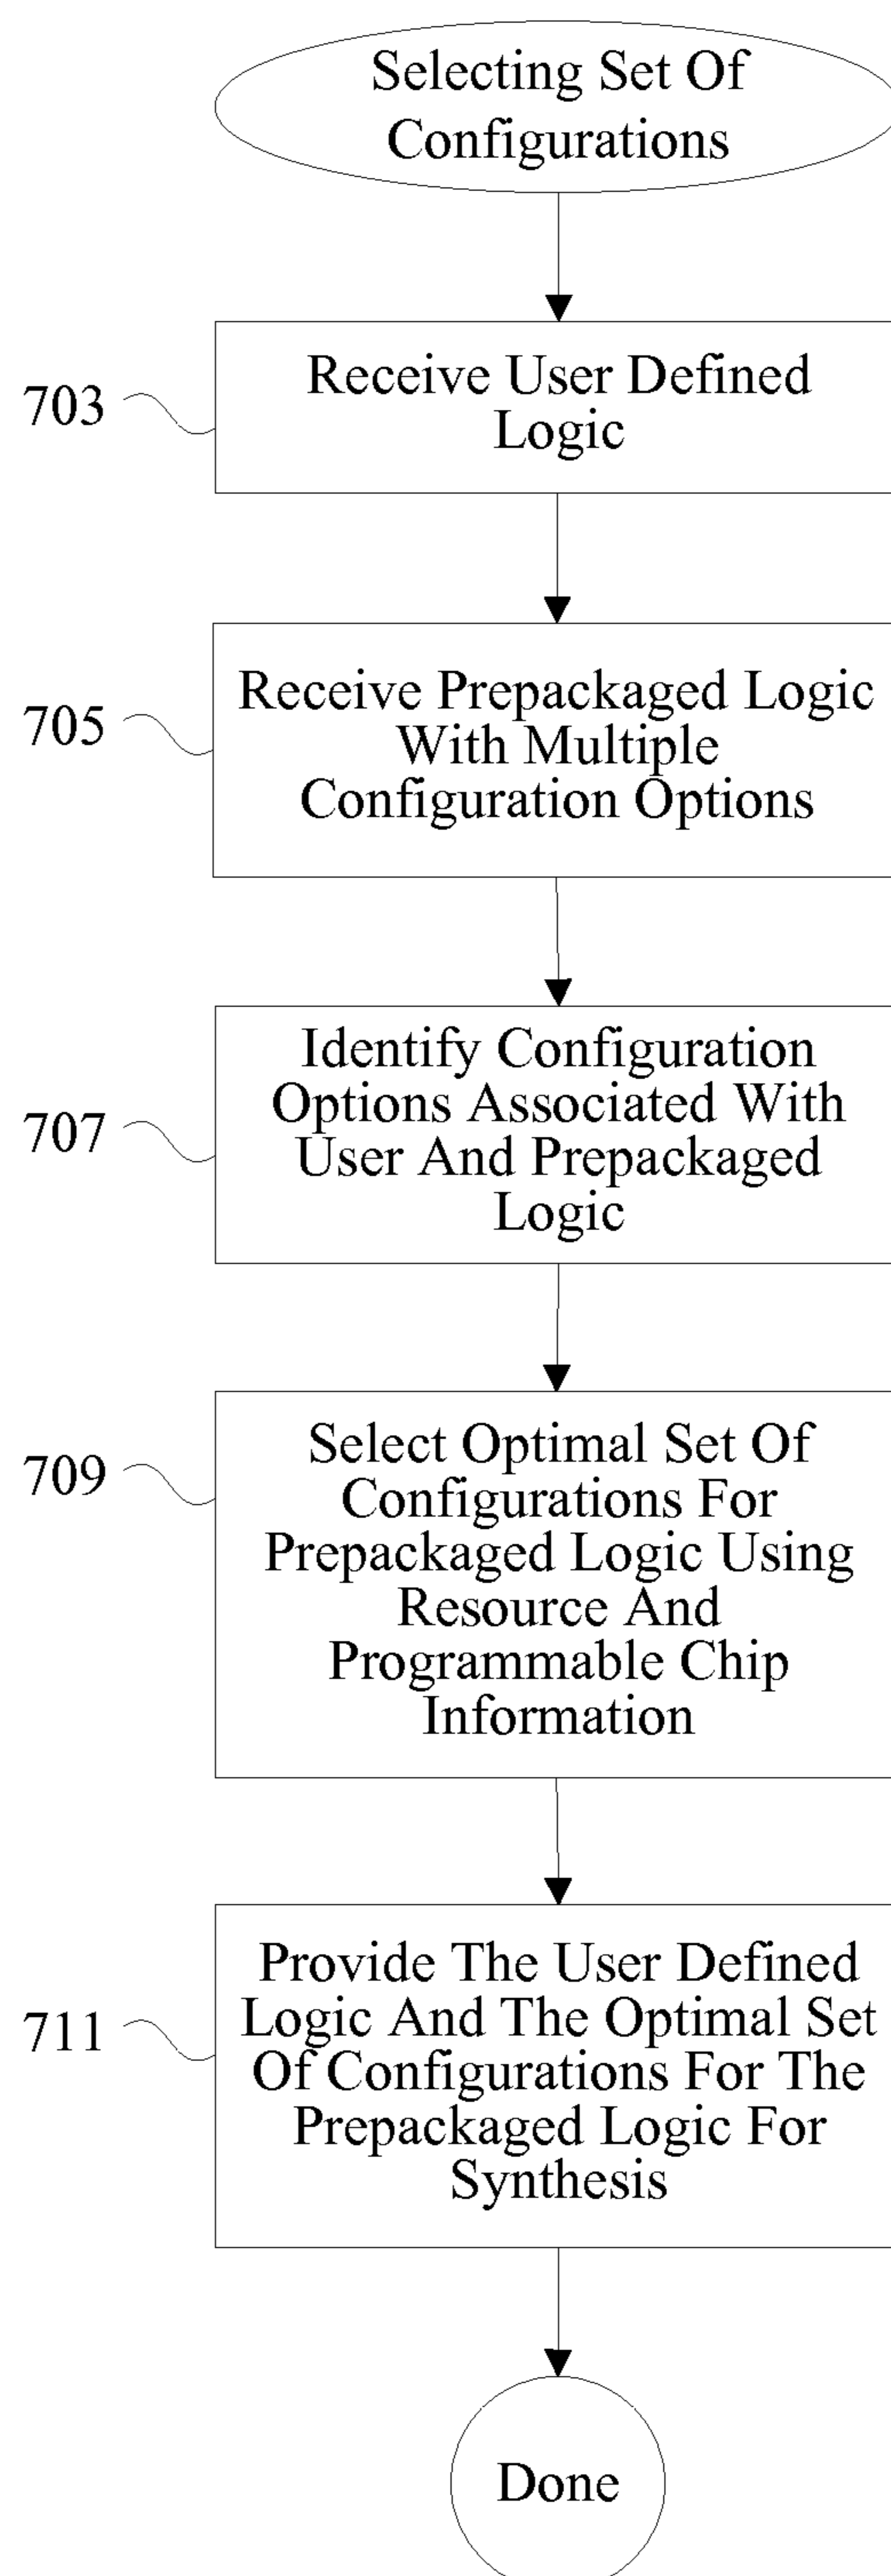 Selecting Set Of
Configurations
703
Receive User Defined
Logic
705
Receive Prepackaged Logic
With Multiple
Configuration Options
707
Identify Configuration
Options Associated With
User And Prepackaged
Logic
709
Select Optimal Set Of
Configurations For
Prepackaged Logic Using
Resource And
Programmable Chip
Information
711
Provide The User Defined
Logic And The Optimal Set
Of Configurations For The
Prepackaged Logic For
Synthesis
Done